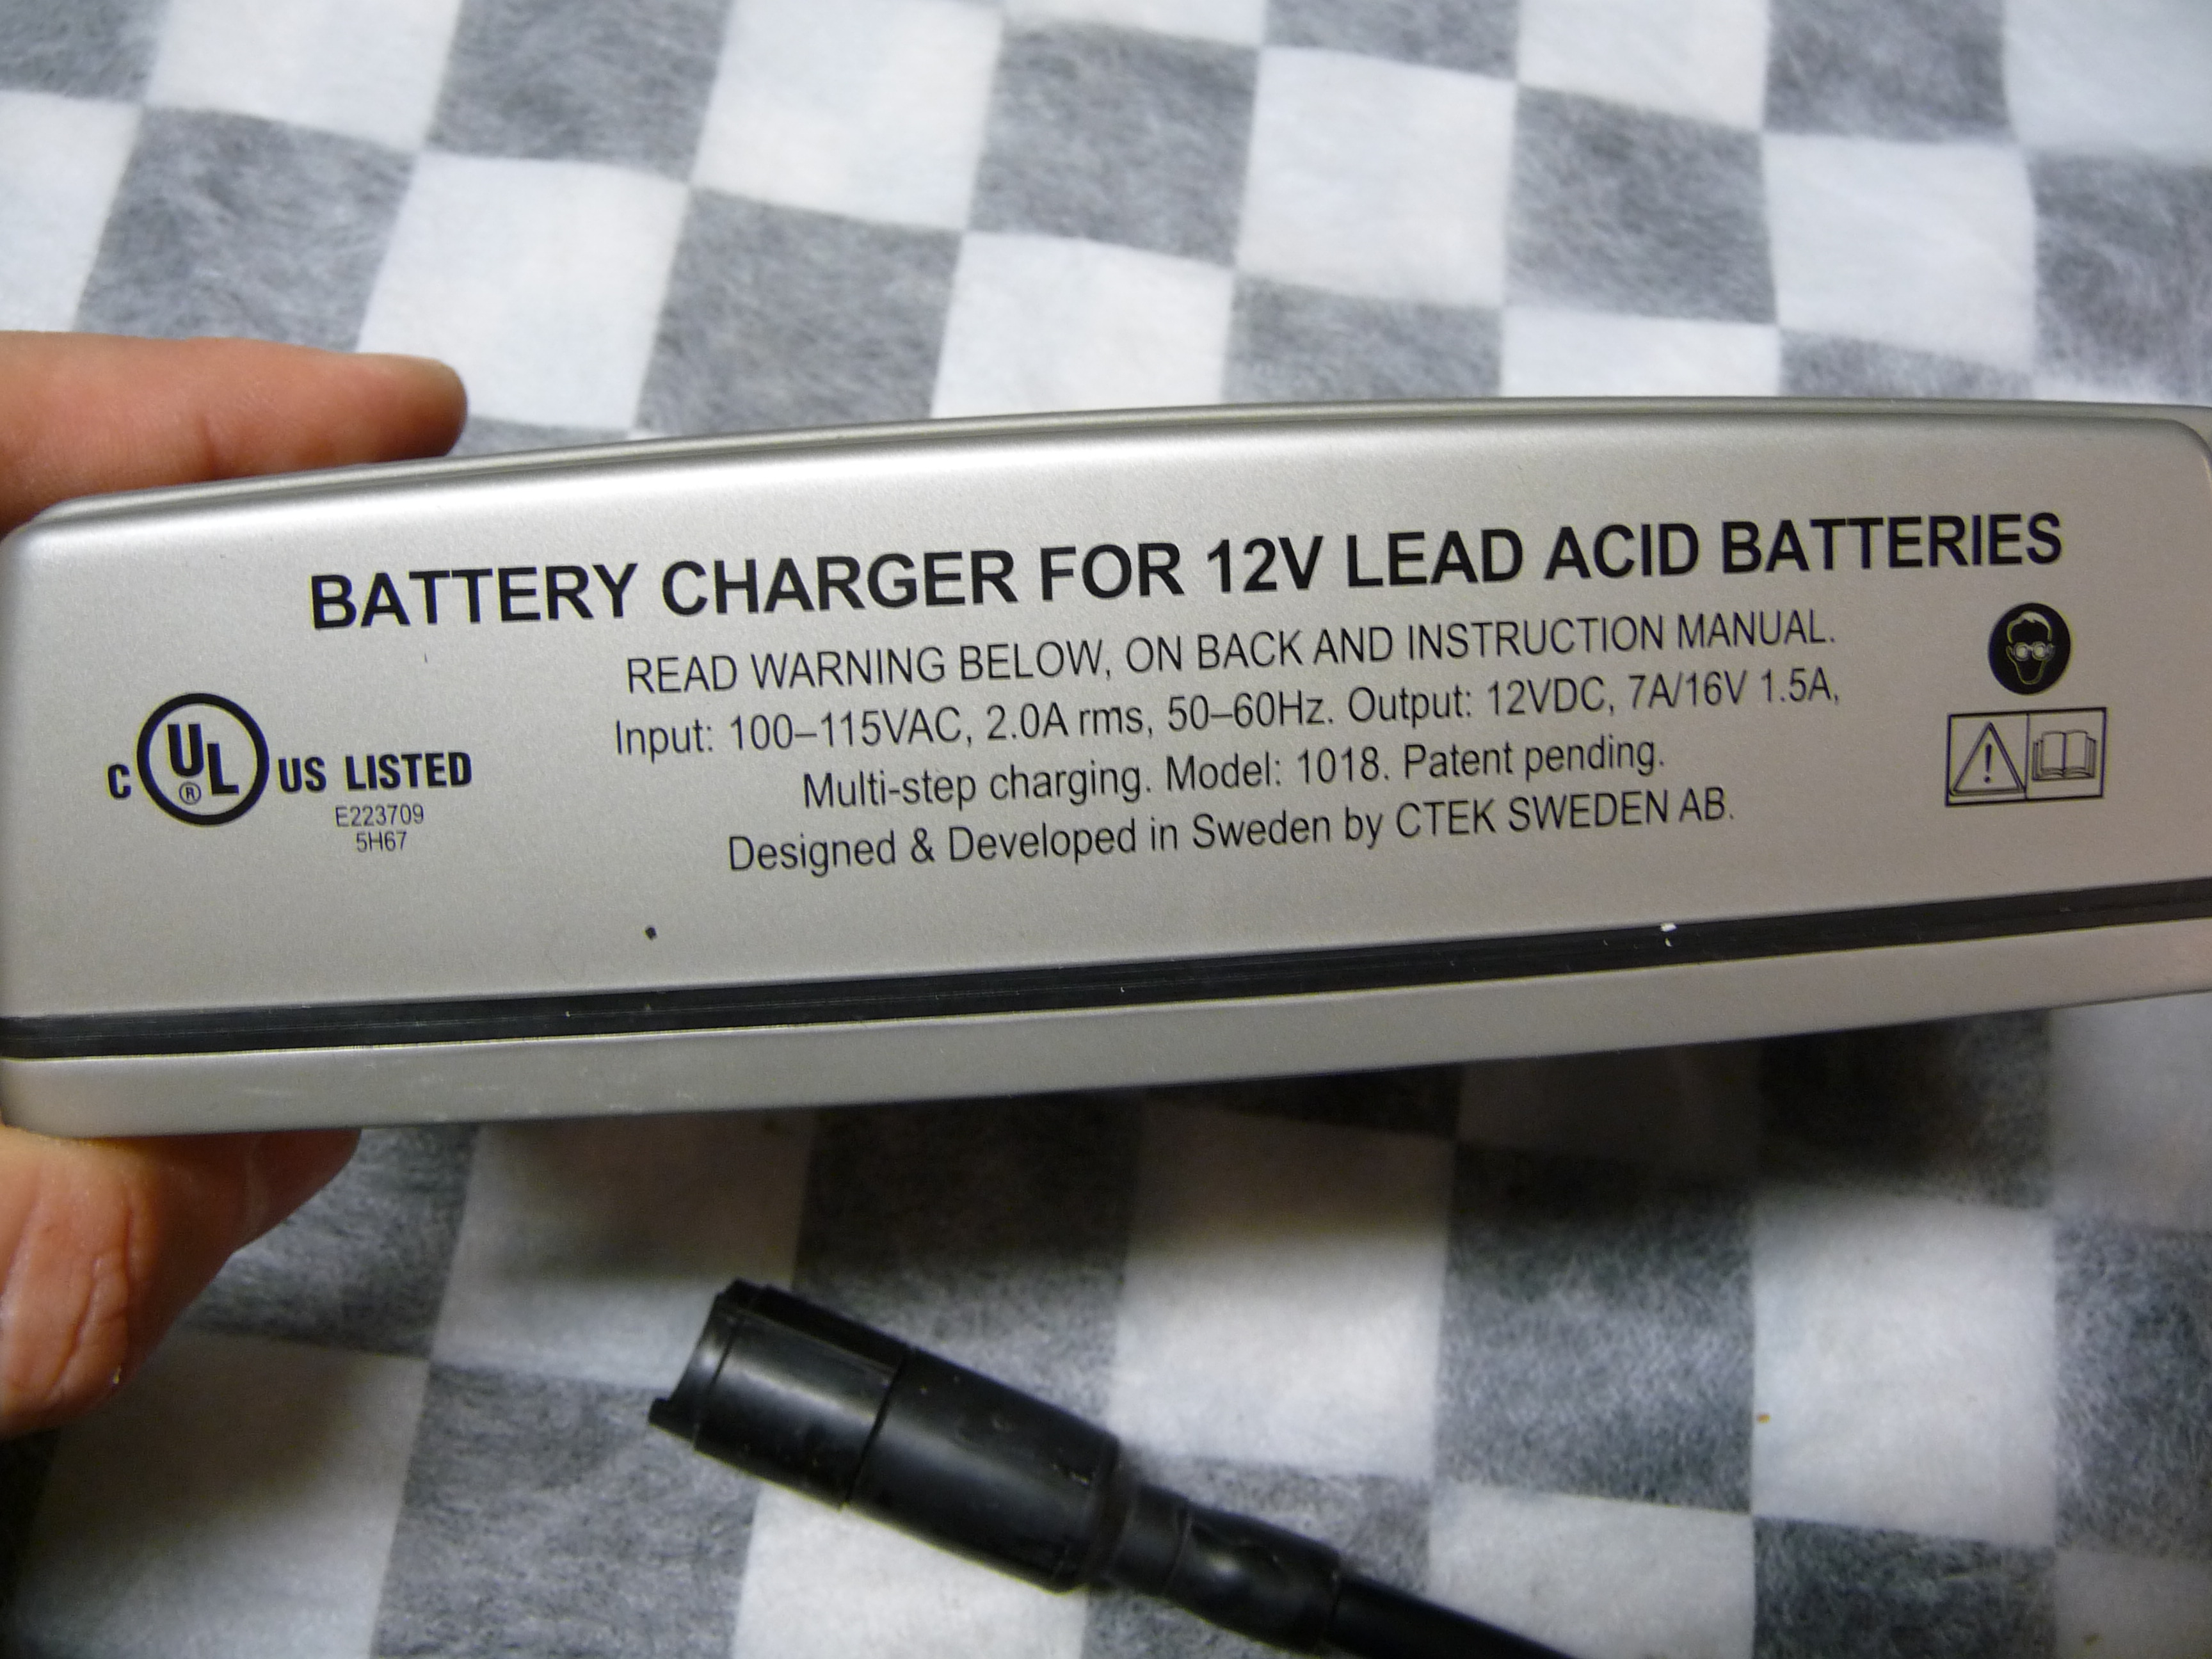 BATTERY CHARGER FOR 12V LEAD ACID BATTERIES
READ WARNING BELOW, ON BACK AND INSTRUCTION MANUAL.
Input: 100–115VAC, 2.0A rms, 50–60Hz. Output: 12VDC, 7A/16V 1.5A,
Multi-step charging. Model: 1018. Patent pending.
Designed & Developed in Sweden by CTEK SWEDEN AB.
C UL® US LISTED
E223709
5H67